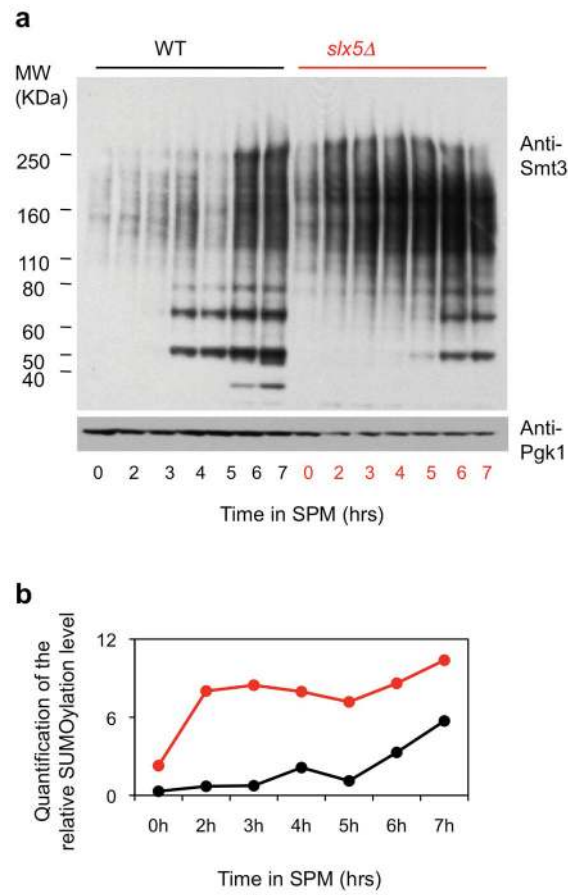 a
WT slx5Δ
MW
(KDa)
250
160
110
80
60
50
40
Anti-
Smt3
Anti-
Pgk1
0 2 3 4 5 6 7 0 2 3 4 5 6 7
Time in SPM (hrs)
b
Quantification of the
relative SUMOylation level
12
6
0
0h 2h 3h 4h 5h 6h 7h
Time in SPM (hrs)